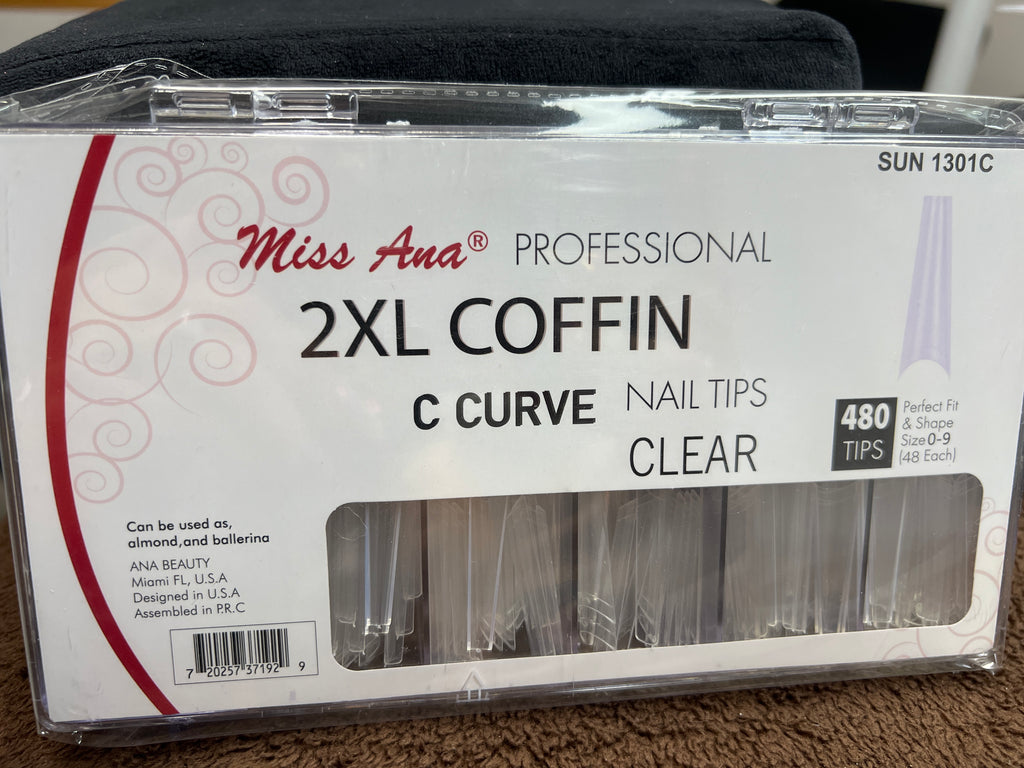 SUN 1301C
Miss Ana® PROFESSIONAL
2XL COFFIN
C CURVE NAIL TIPS
CLEAR
480 TIPS
Perfect Fit
& Shape
Size 0-9
(48 Each)
Can be used as,
almond,and ballerina
ANA BEAUTY
Miami FL, U.S.A
Designed in U.S.A
Assembled in P.R.C
7 20257 37192 9